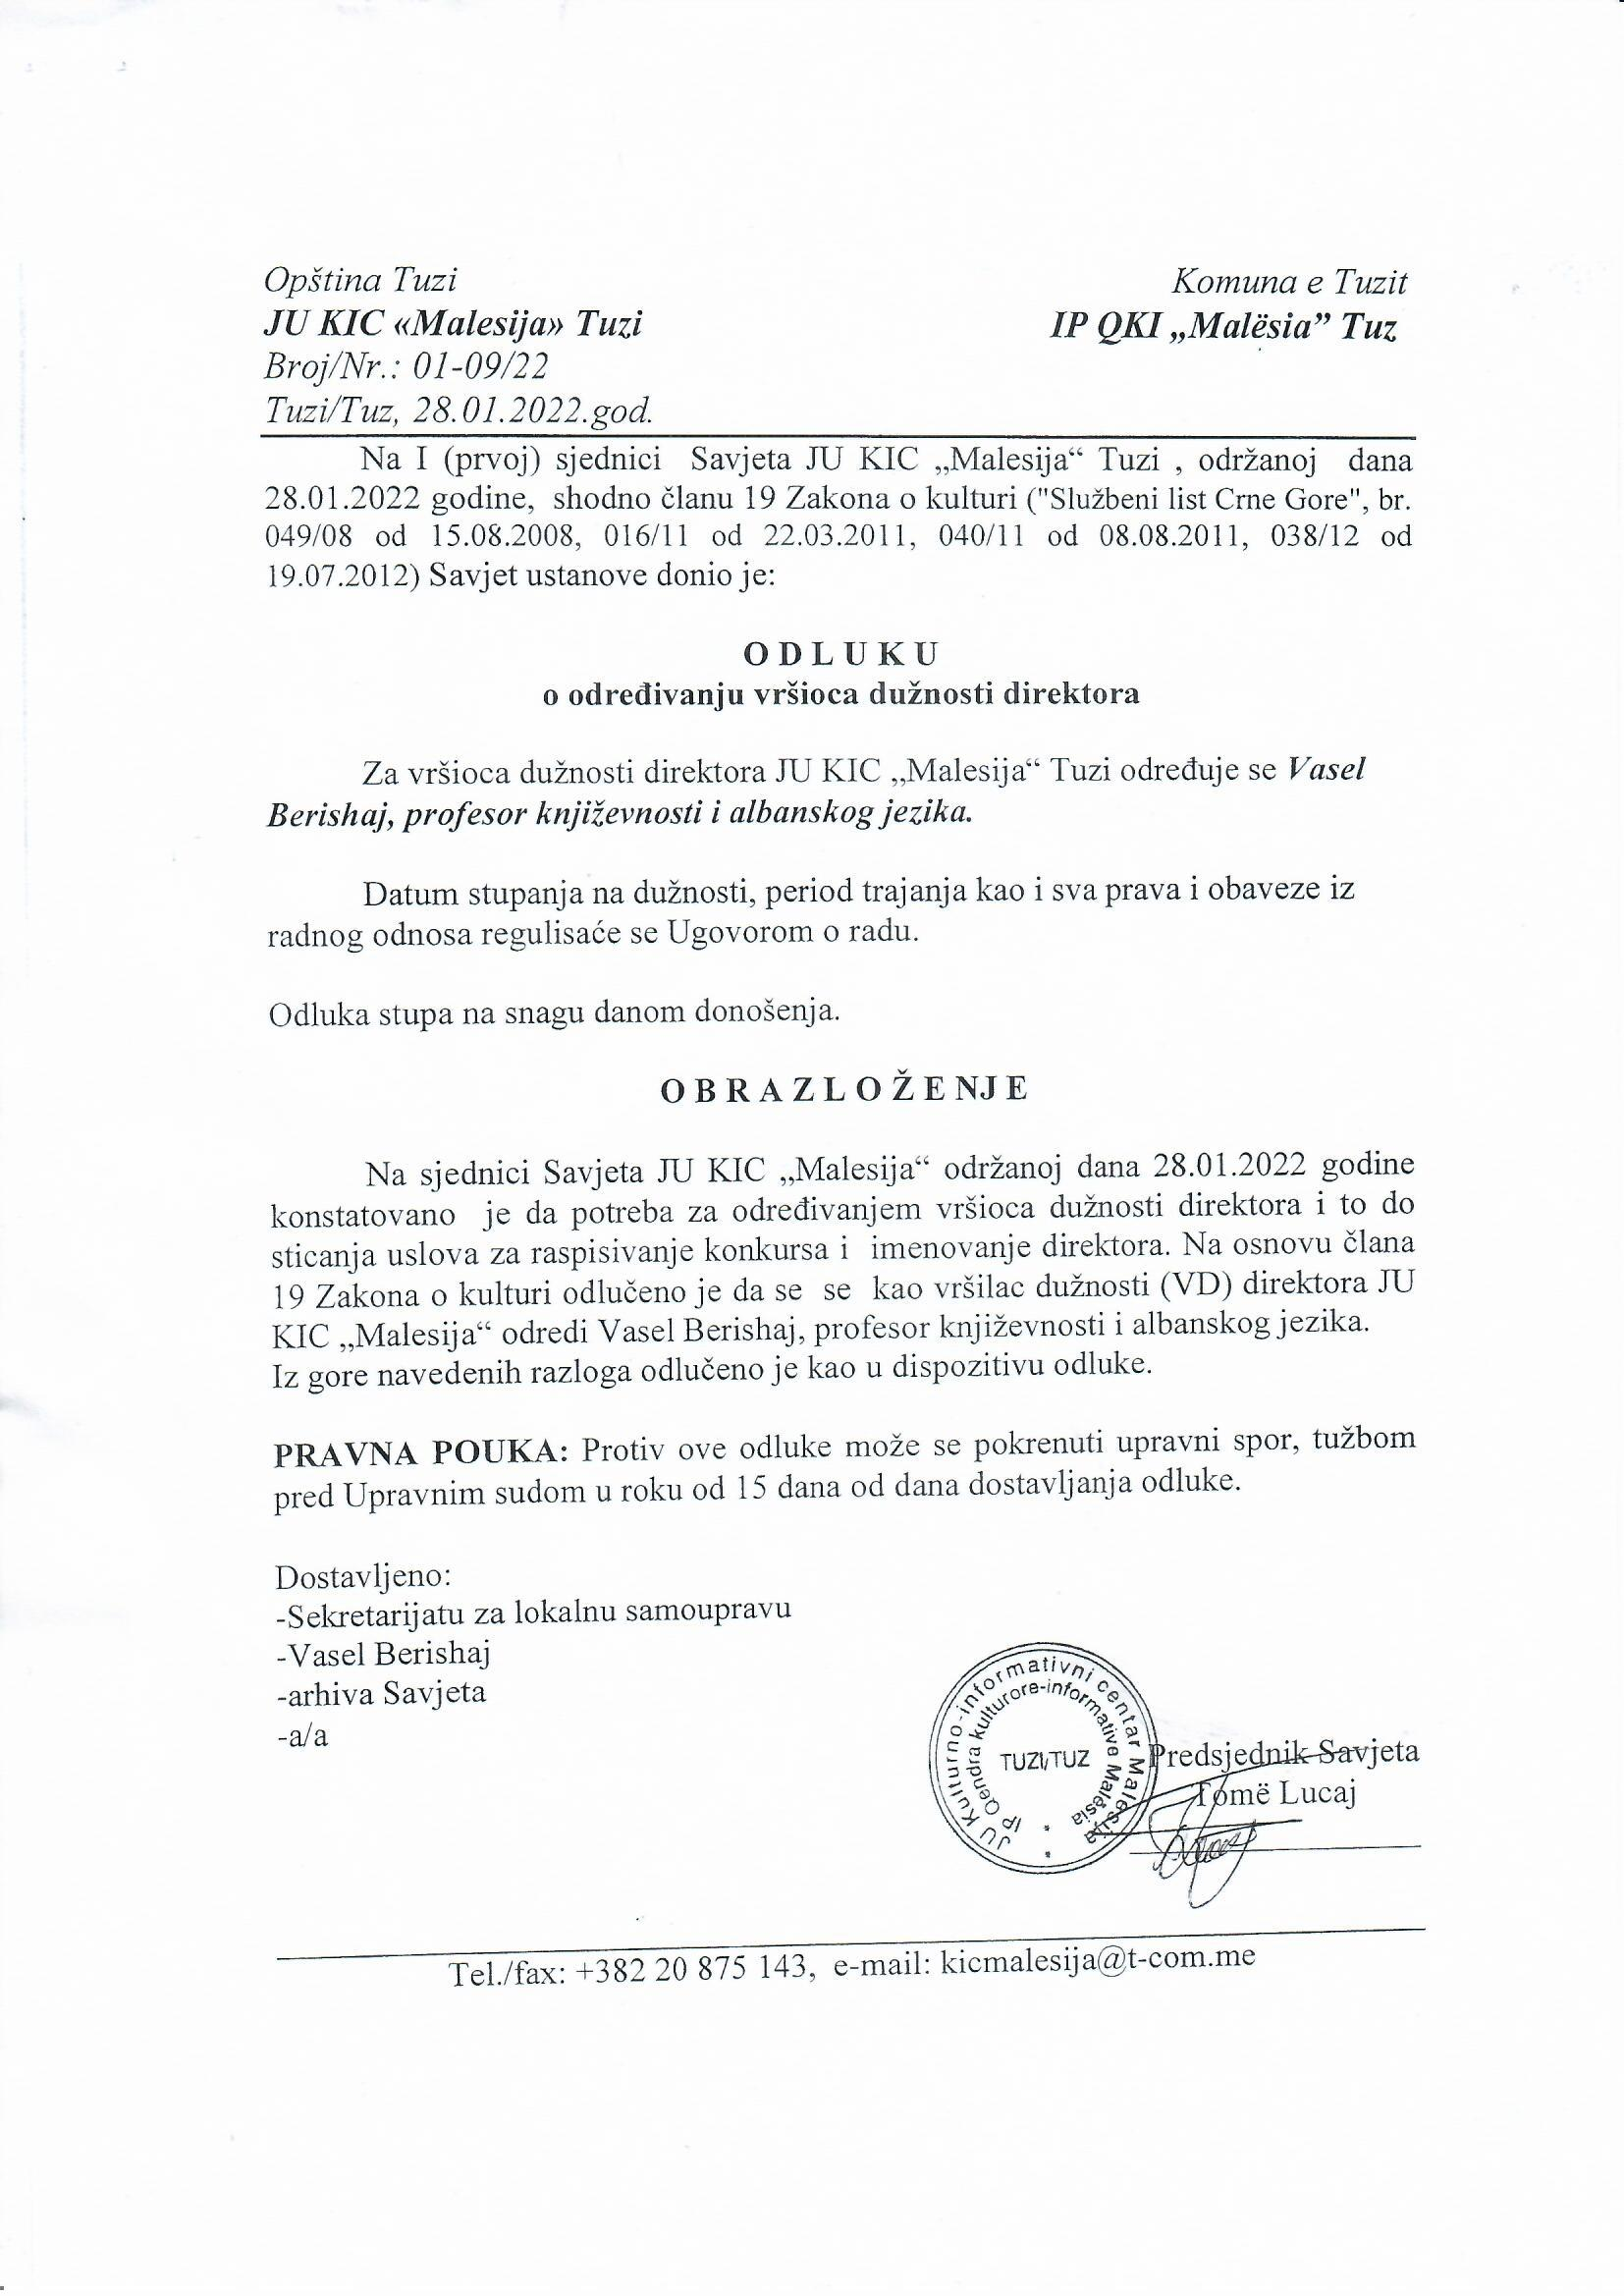 Opština Tuzi Komuna e Tuzit
JU KIC «Malesija» Tuzi IP QKI „Malësia” Tuz
Broj/Nr.: 01-09/22
Tuzi/Tuz, 28.01.2022.god.
Na I (prvoj) sjednici Savjeta JU KIC „Malesija“ Tuzi , održanoj dana
28.01.2022 godine, shodno članu 19 Zakona o kulturi ("Službeni list Crne Gore", br.
049/08 od 15.08.2008, 016/11 od 22.03.2011, 040/11 od 08.08.2011, 038/12 od
19.07.2012) Savjet ustanove donio je:
O D L U K U
o određivanju vršioca dužnosti direktora
Za vršioca dužnosti direktora JU KIC „Malesija“ Tuzi određuje se Vasel
Berishaj, profesor književnosti i albanskog jezika.
Datum stupanja na dužnosti, period trajanja kao i sva prava i obaveze iz
radnog odnosa regulisaće se Ugovorom o radu.
Odluka stupa na snagu danom donošenja.
O B R A Z L O Ž E NJ E
Na sjednici Savjeta JU KIC „Malesija“ održanoj dana 28.01.2022 godine
konstatovano je da potreba za određivanjem vršioca dužnosti direktora i to do
sticanja uslova za raspisivanje konkursa i imenovanje direktora. Na osnovu člana
19 Zakona o kulturi odlučeno je da se se kao vršilac dužnosti (VD) direktora JU
KIC „Malesija“ odredi Vasel Berishaj, profesor književnosti i albanskog jezika.
Iz gore navedenih razloga odlučeno je kao u dispozitivu odluke.
PRAVNA POUKA: Protiv ove odluke može se pokrenuti upravni spor, tužbom
pred Upravnim sudom u roku od 15 dana od dana dostavljanja odluke.
Dostavljeno:
-Sekretarijatu za lokalnu samoupravu
-Vasel Berishaj
-arhiva Savjeta
-a/a
JU Kulturno-informativni centar Malesija
IP Qendra kulturore-informative Malësia
TUZI/TUZ
Predsjednik Savjeta
Tomë Lucaj
Tel./fax: +382 20 875 143, e-mail: kicmalesija@t-com.me